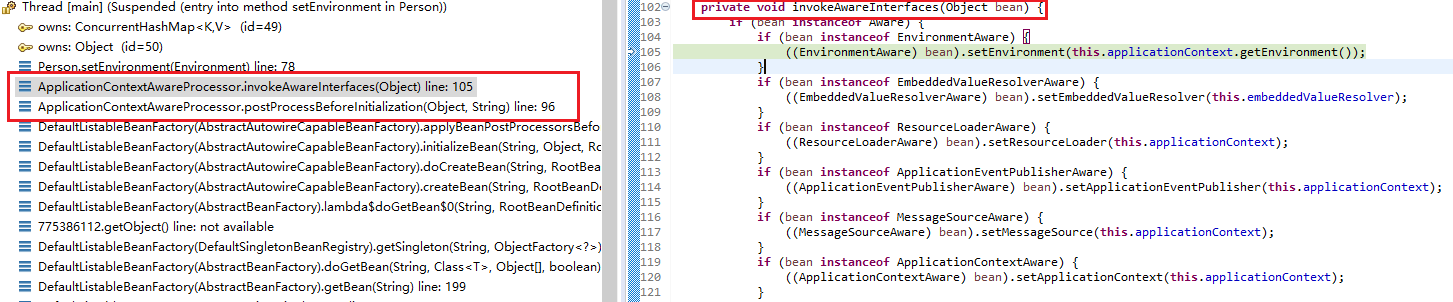 Thread [main] (Suspended (entry into method setEnvironment in Person))
owns: ConcurrentHashMap<K,V> (id=49)
owns: Object (id=50)
Person.setEnvironment(Environment) line: 78
ApplicationContextAwareProcessor.invokeAwareInterfaces(Object) line: 105
ApplicationContextAwareProcessor.postProcessBeforeInitialization(Object, String) line: 96
DefaultListableBeanFactory(AbstractAutowireCapableBeanFactory).applyBeanPostProcessorsBefo
DefaultListableBeanFactory(AbstractAutowireCapableBeanFactory).initializeBean(String, Object, Ro
DefaultListableBeanFactory(AbstractAutowireCapableBeanFactory).doCreateBean(String, RootBean
DefaultListableBeanFactory(AbstractAutowireCapableBeanFactory).createBean(String, RootBeanDe
DefaultListableBeanFactory(AbstractBeanFactory).lambda$doGetBean$0(String, RootBeanDefinitic
775386112.getObject() line: not available
DefaultListableBeanFactory(DefaultSingletonBeanRegistry).getSingleton(String, ObjectFactory<?>)
DefaultListableBeanFactory(AbstractBeanFactory).doGetBean(String, Class<T>, Object[], boolean)
DefaultListableBeanFactory(AbstractBeanFactory).getBean(String) line: 199
102 private void invokeAwareInterfaces(Object bean) {
103 if (bean instanceof Aware) {
104 if (bean instanceof EnvironmentAware) {
105 ((EnvironmentAware) bean).setEnvironment(this.applicationContext.getEnvironment());
106 }
107 if (bean instanceof EmbeddedValueResolverAware) {
108 ((EmbeddedValueResolverAware) bean).setEmbeddedValueResolver(this.embeddedValueResolver);
109 }
110 if (bean instanceof ResourceLoaderAware) {
111 ((ResourceLoaderAware) bean).setResourceLoader(this.applicationContext);
112 }
113 if (bean instanceof ApplicationEventPublisherAware) {
114 ((ApplicationEventPublisherAware) bean).setApplicationEventPublisher(this.applicationContext);
115 }
116 if (bean instanceof MessageSourceAware) {
117 ((MessageSourceAware) bean).setMessageSource(this.applicationContext);
118 }
119 if (bean instanceof ApplicationContextAware) {
120 ((ApplicationContextAware) bean).setApplicationContext(this.applicationContext);
121 }